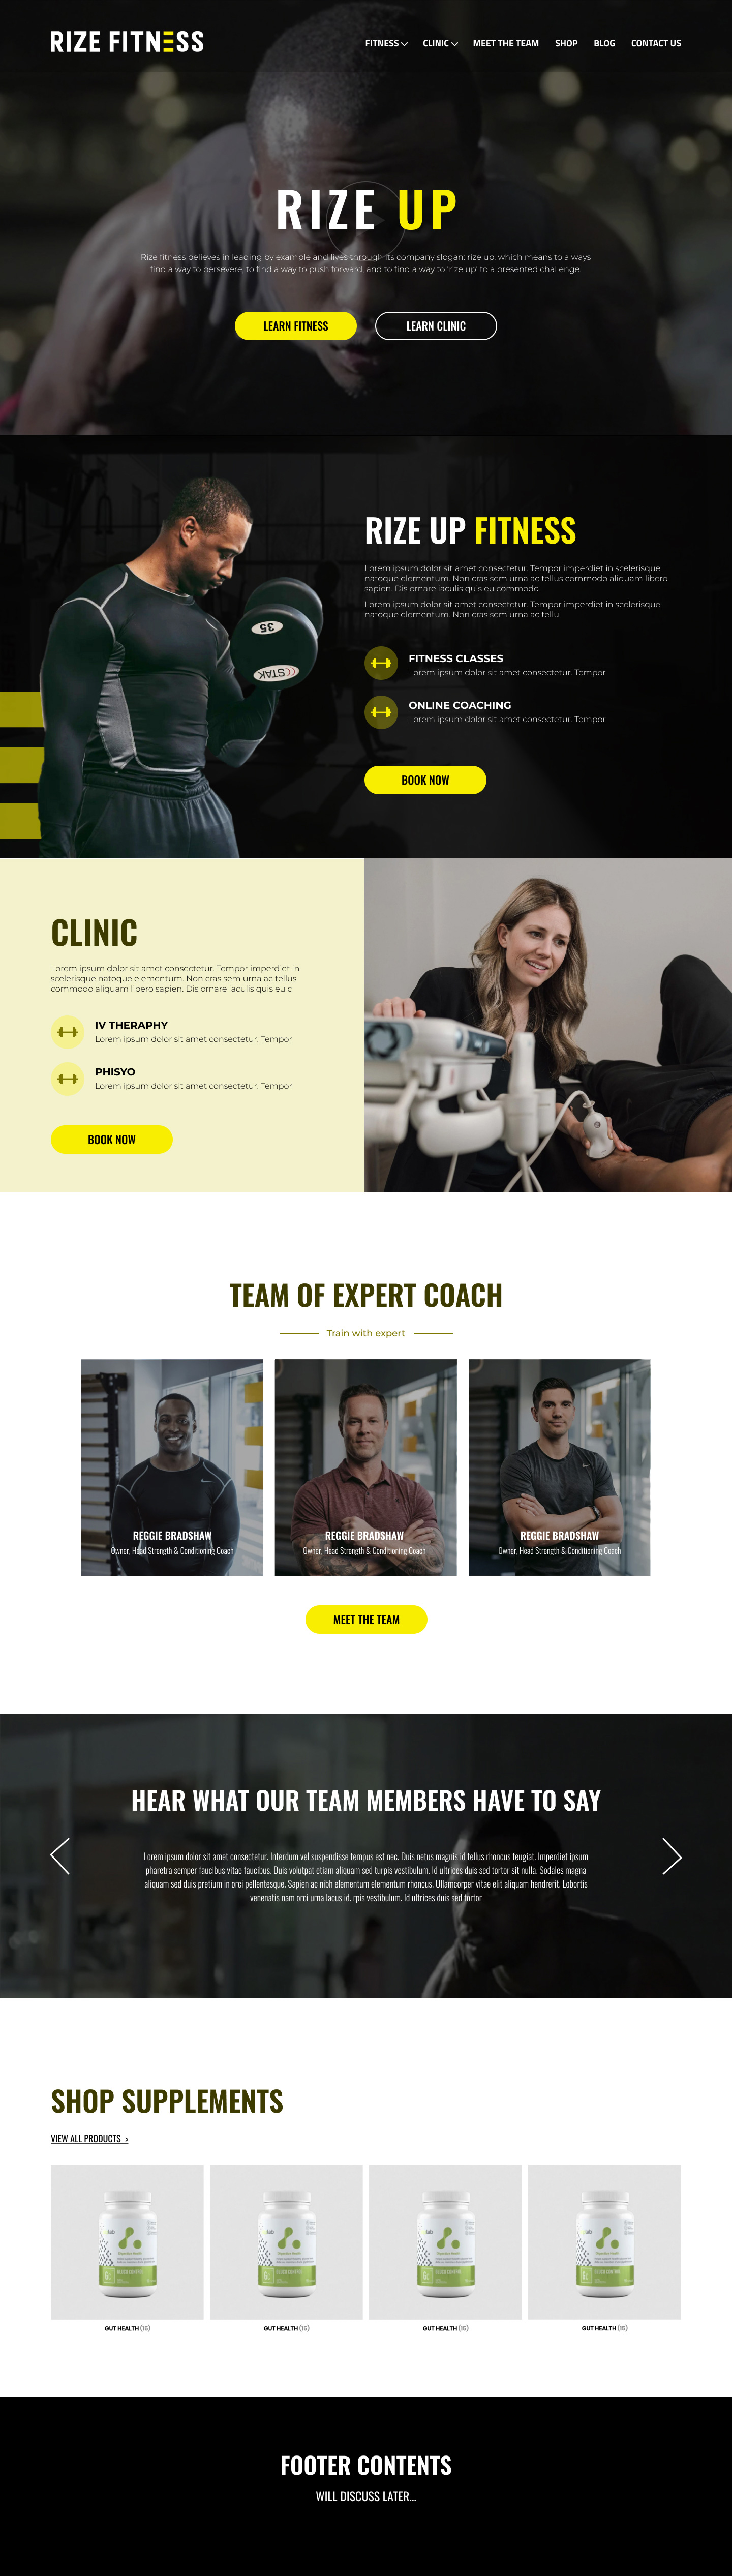 RIZE FITNESS
FITNESS
CLINIC
MEET THE TEAM
SHOP
BLOG
CONTACT US
RIZE UP
Rize fitness believes in leading by example and lives through its company slogan: rize up, which means to always
find a way to persevere, to find a way to push forward, and to find a way to 'rize up' to a presented challenge.
LEARN FITNESS
LEARN CLINIC
35
STAK
RIZE UP FITNESS
Lorem ipsum dolor sit amet consectetur. Tempor imperdiet in scelerisque
natoque elementum. Non cras sem urna ac tellus commodo aliquam libero
sapien. Dis ornare iaculis quis eu commodo
Lorem ipsum dolor sit amet consectetur. Tempor imperdiet in scelerisque
natoque elementum. Non cras sem urna ac tellu
FITNESS CLASSES
Lorem ipsum dolor sit amet consectetur. Tempor
ONLINE COACHING
Lorem ipsum dolor sit amet consectetur. Tempor
BOOK NOW
CLINIC
Lorem ipsum dolor sit amet consectetur. Tempor imperdiet in
scelerisque natoque elementum. Non cras sem urna ac tellus
commodo aliquam libero sapien. Dis ornare iaculis quis eu c
IV THERAPHY
Lorem ipsum dolor sit amet consectetur. Tempor
PHISYO
Lorem ipsum dolor sit amet consectetur. Tempor
BOOK NOW
TEAM OF EXPERT COACH
Train with expert
REGGIE BRADSHAW
Owner, Head Strength & Conditioning Coach
REGGIE BRADSHAW
Owner, Head Strength & Conditioning Coach
REGGIE BRADSHAW
Owner, Head Strength & Conditioning Coach
MEET THE TEAM
HEAR WHAT OUR TEAM MEMBERS HAVE TO SAY
Lorem ipsum dolor sit amet consectetur. Interdum vel suspendisse tempus est nec. Duis netus magnis id tellus rhoncus feugiat. Imperdiet ipsum
pharetra semper faucibus vitae faucibus. Duis volutpat etiam aliquam sed turpis vestibulum. Id ultrices duis sed tortor sit nulla. Sodales magna
aliquam sed duis pretium in orci pellentesque. Sapien ac nibh elementum elementum rhoncus. Ullamcorper vitae elit aliquam hendrerit. Lobortis
venenatis nam orci urna lacus id. rpis vestibulum. Id ultrices duis sed tortor
SHOP SUPPLEMENTS
VIEW ALL PRODUCTS >
GUT HEALTH (15)
GUT HEALTH (15)
GUT HEALTH (15)
GUT HEALTH (15)
FOOTER CONTENTS
WILL DISCUSS LATER...